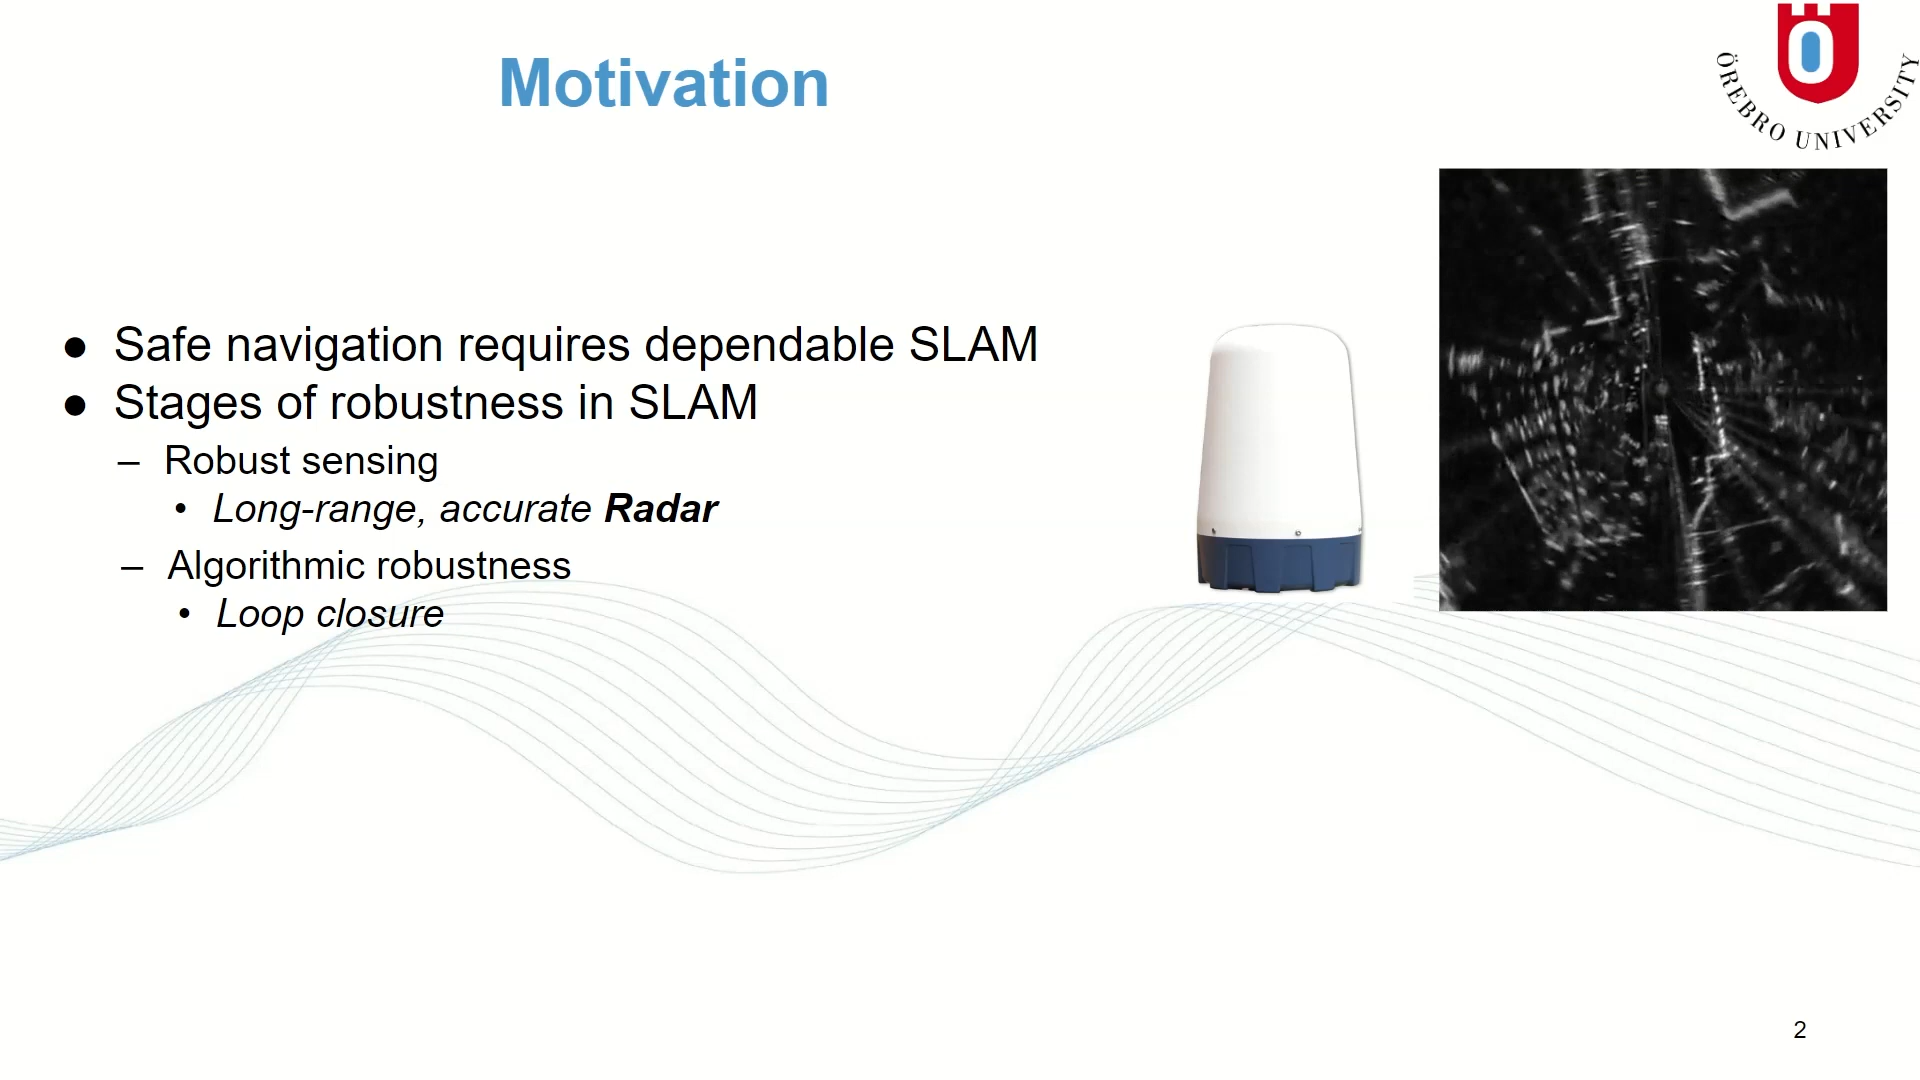 Motivation
ÖREBRO UNIVERSITY
● Safe navigation requires dependable SLAM
● Stages of robustness in SLAM
– Robust sensing
• Long-range, accurate Radar
– Algorithmic robustness
• Loop closure
2